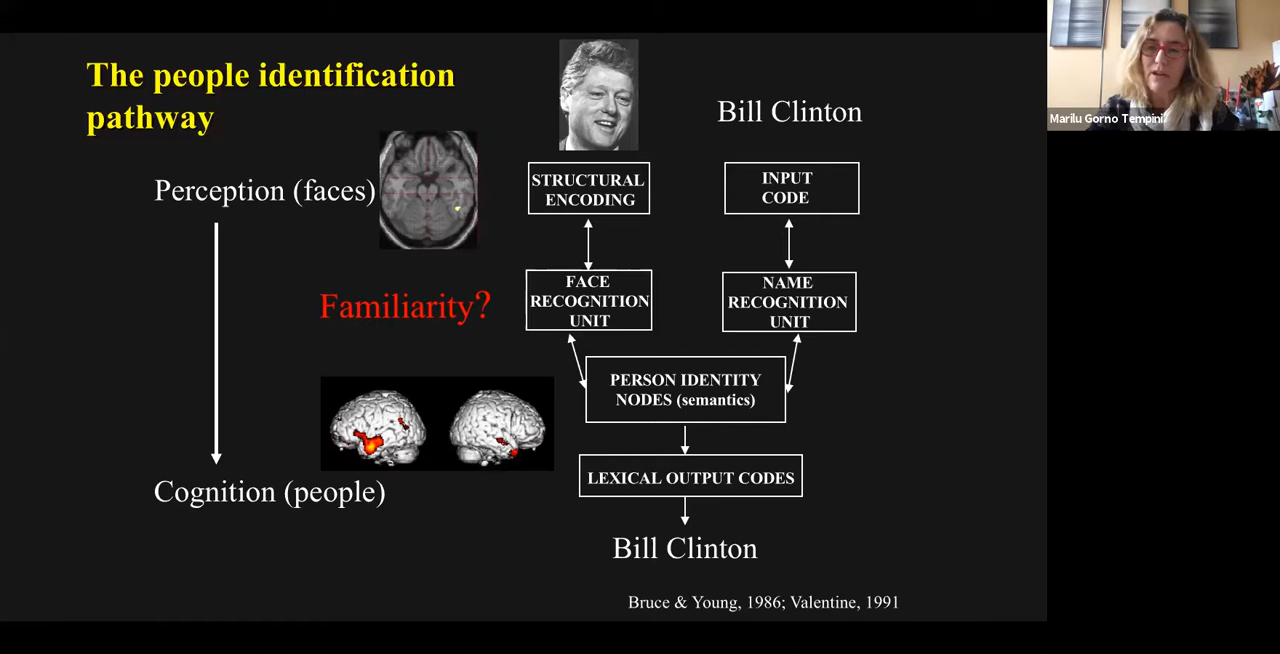 The people identification
pathway
Bill Clinton
Marilu Gorno Tempini
Perception (faces)
STRUCTURAL
ENCODING
INPUT
CODE
Familiarity?
FACE
RECOGNITION
UNIT
NAME
RECOGNITION
UNIT
PERSON IDENTITY
NODES (semantics)
Cognition (people)
LEXICAL OUTPUT CODES
Bill Clinton
Bruce & Young, 1986; Valentine, 1991